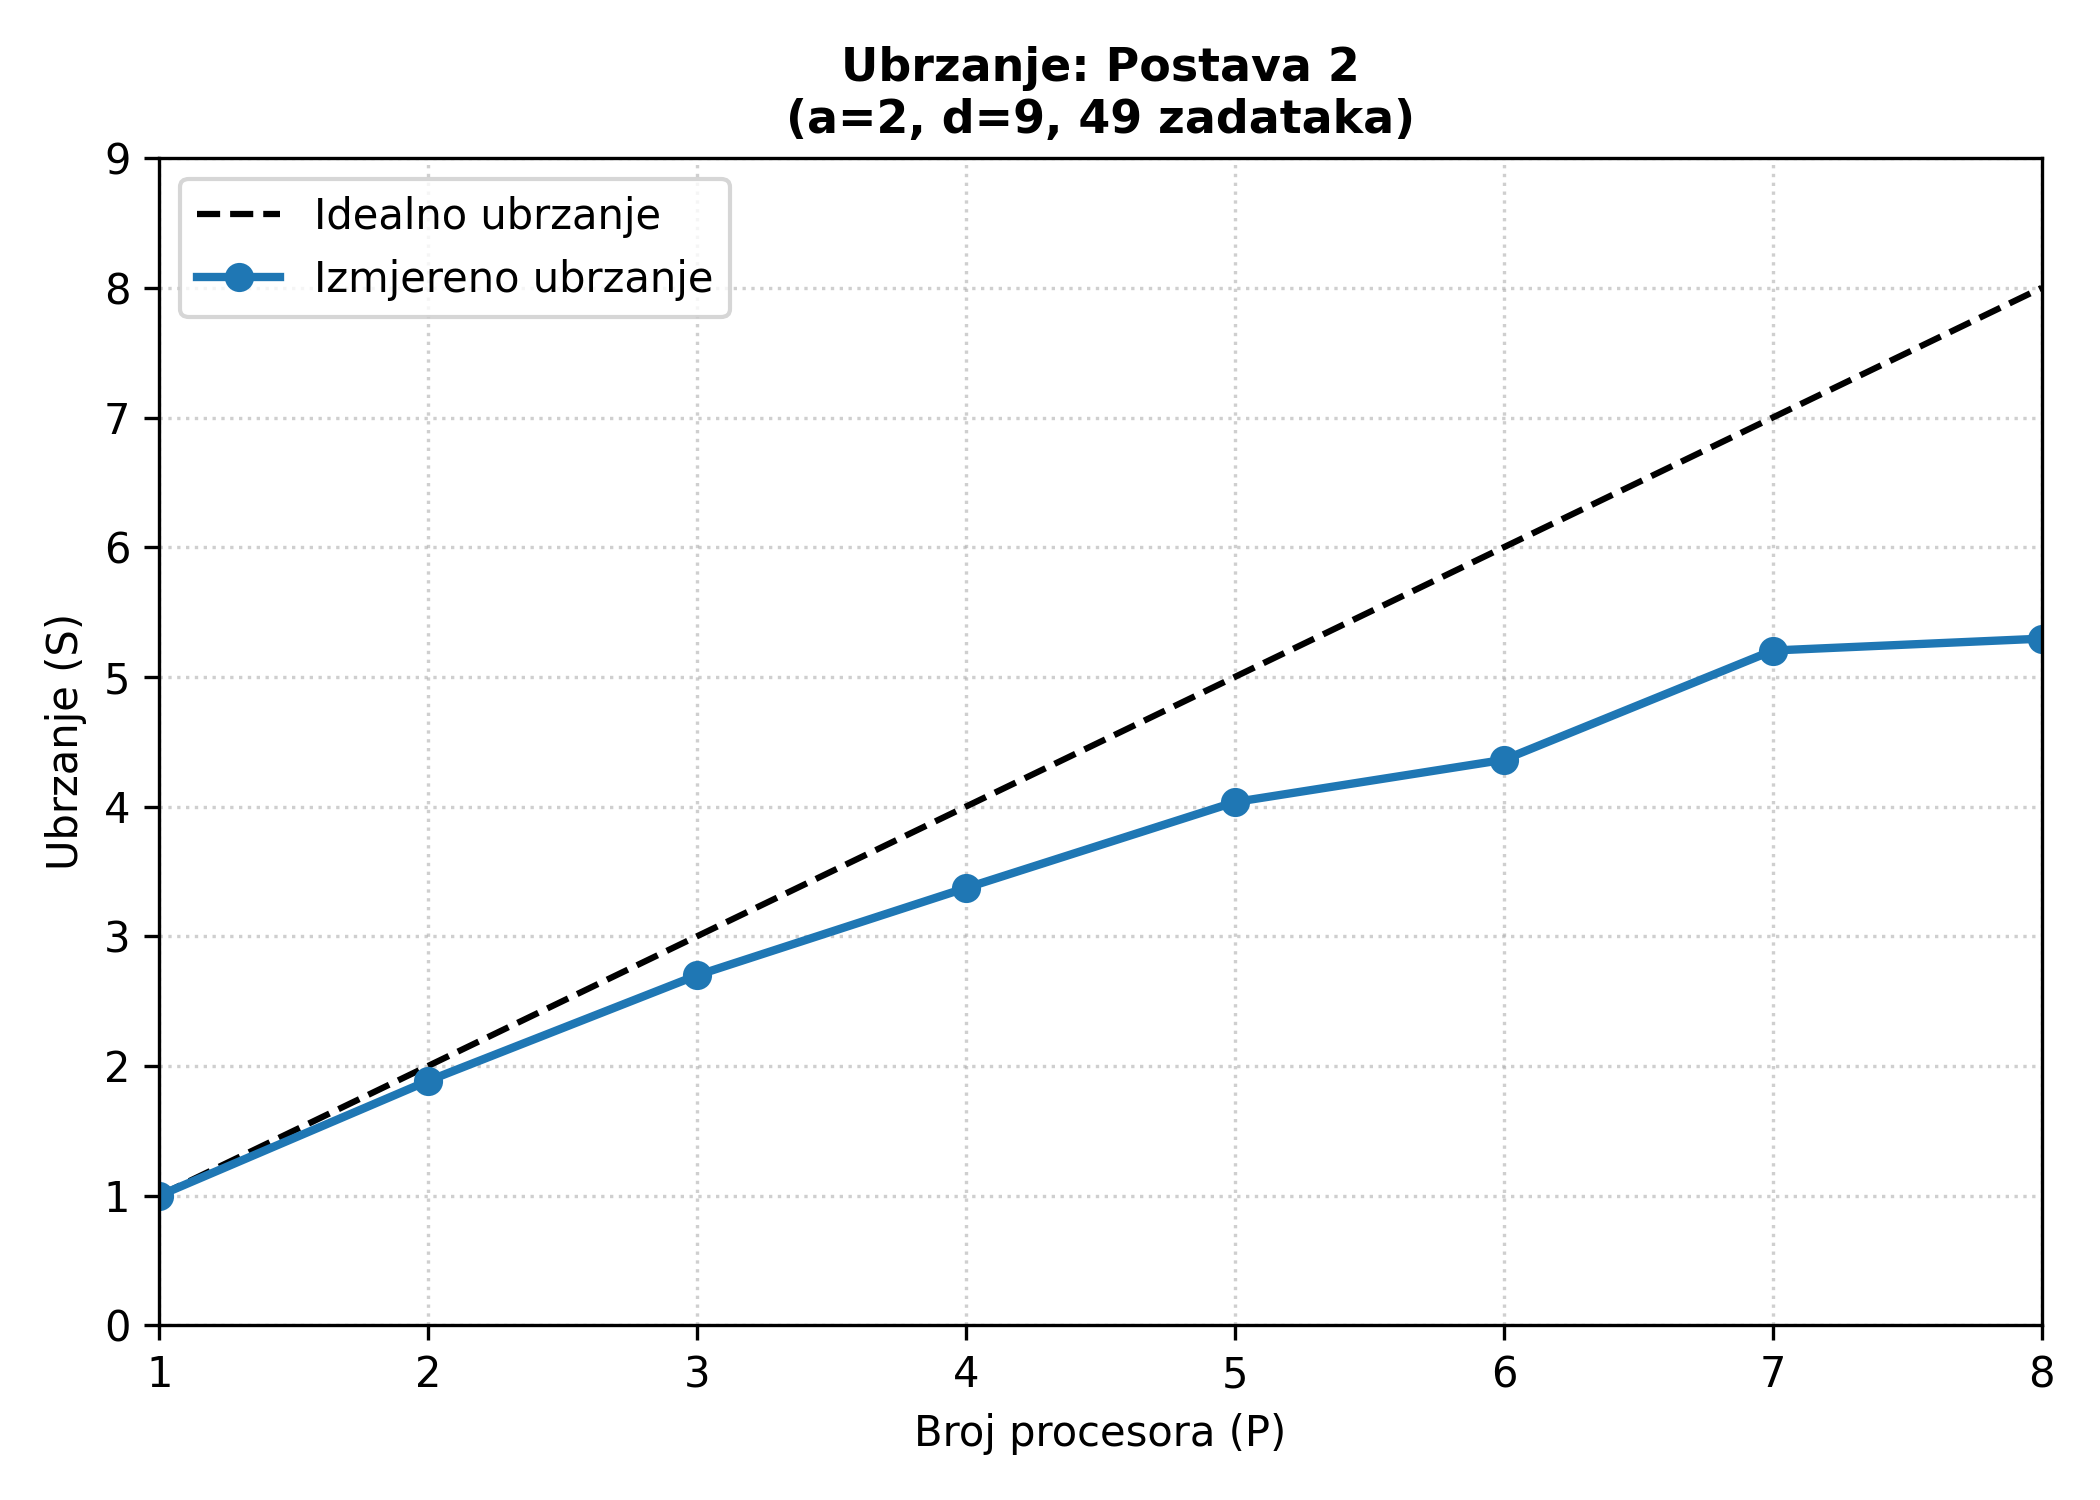 Ubrzanje: Postava 2
(a=2, d=9, 49 zadataka)
Idealno ubrzanje
Izmjereno ubrzanje
Ubrzanje (S)
9
8
7
6
5
4
3
2
1
0
1 2 3 4 5 6 7 8
Broj procesora (P)